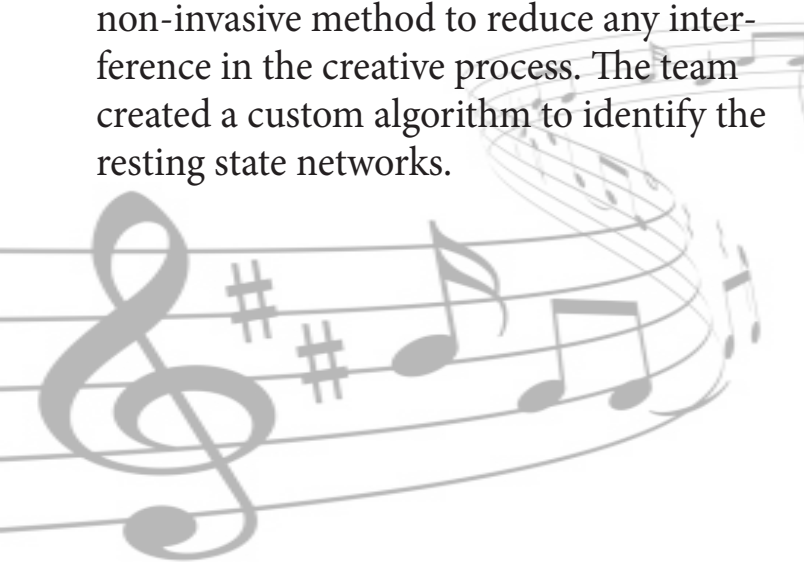 non-invasive method to reduce any inter-
ference in the creative process. The team
created a custom algorithm to identify the
resting state networks.